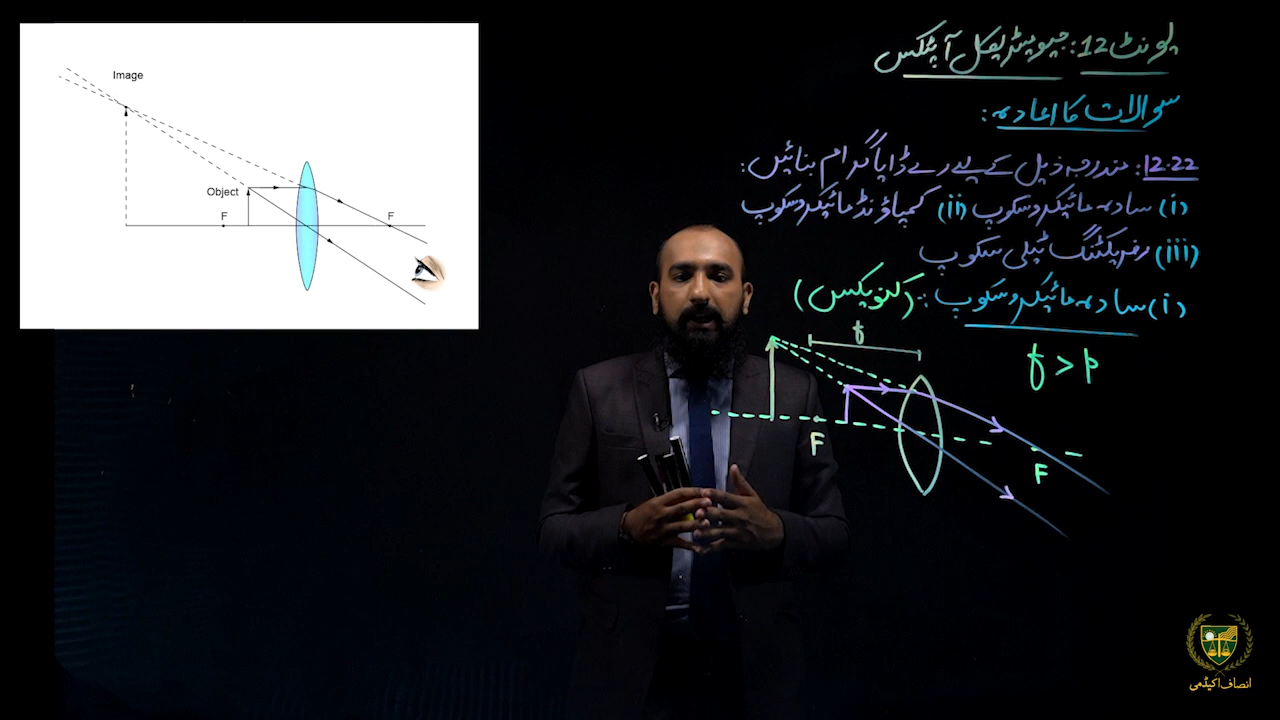 یونٹ 12: جیومیٹریکل آپٹکس
سوالات کا اعادہ:
12.22: مندرجہ ذیل کے لیے رے ڈایاگرام بنائیں:
(i) سادہ مائیکروسکوپ (ii) کمپاؤنڈ مائیکروسکوپ
(iii) رفریکٹنگ ٹیلی سکوپ
(i) سادہ مائیکروسکوپ: (کنویکس)
f > p
f
F
F
Image
Object
F
F
انصاف اکیڈمی